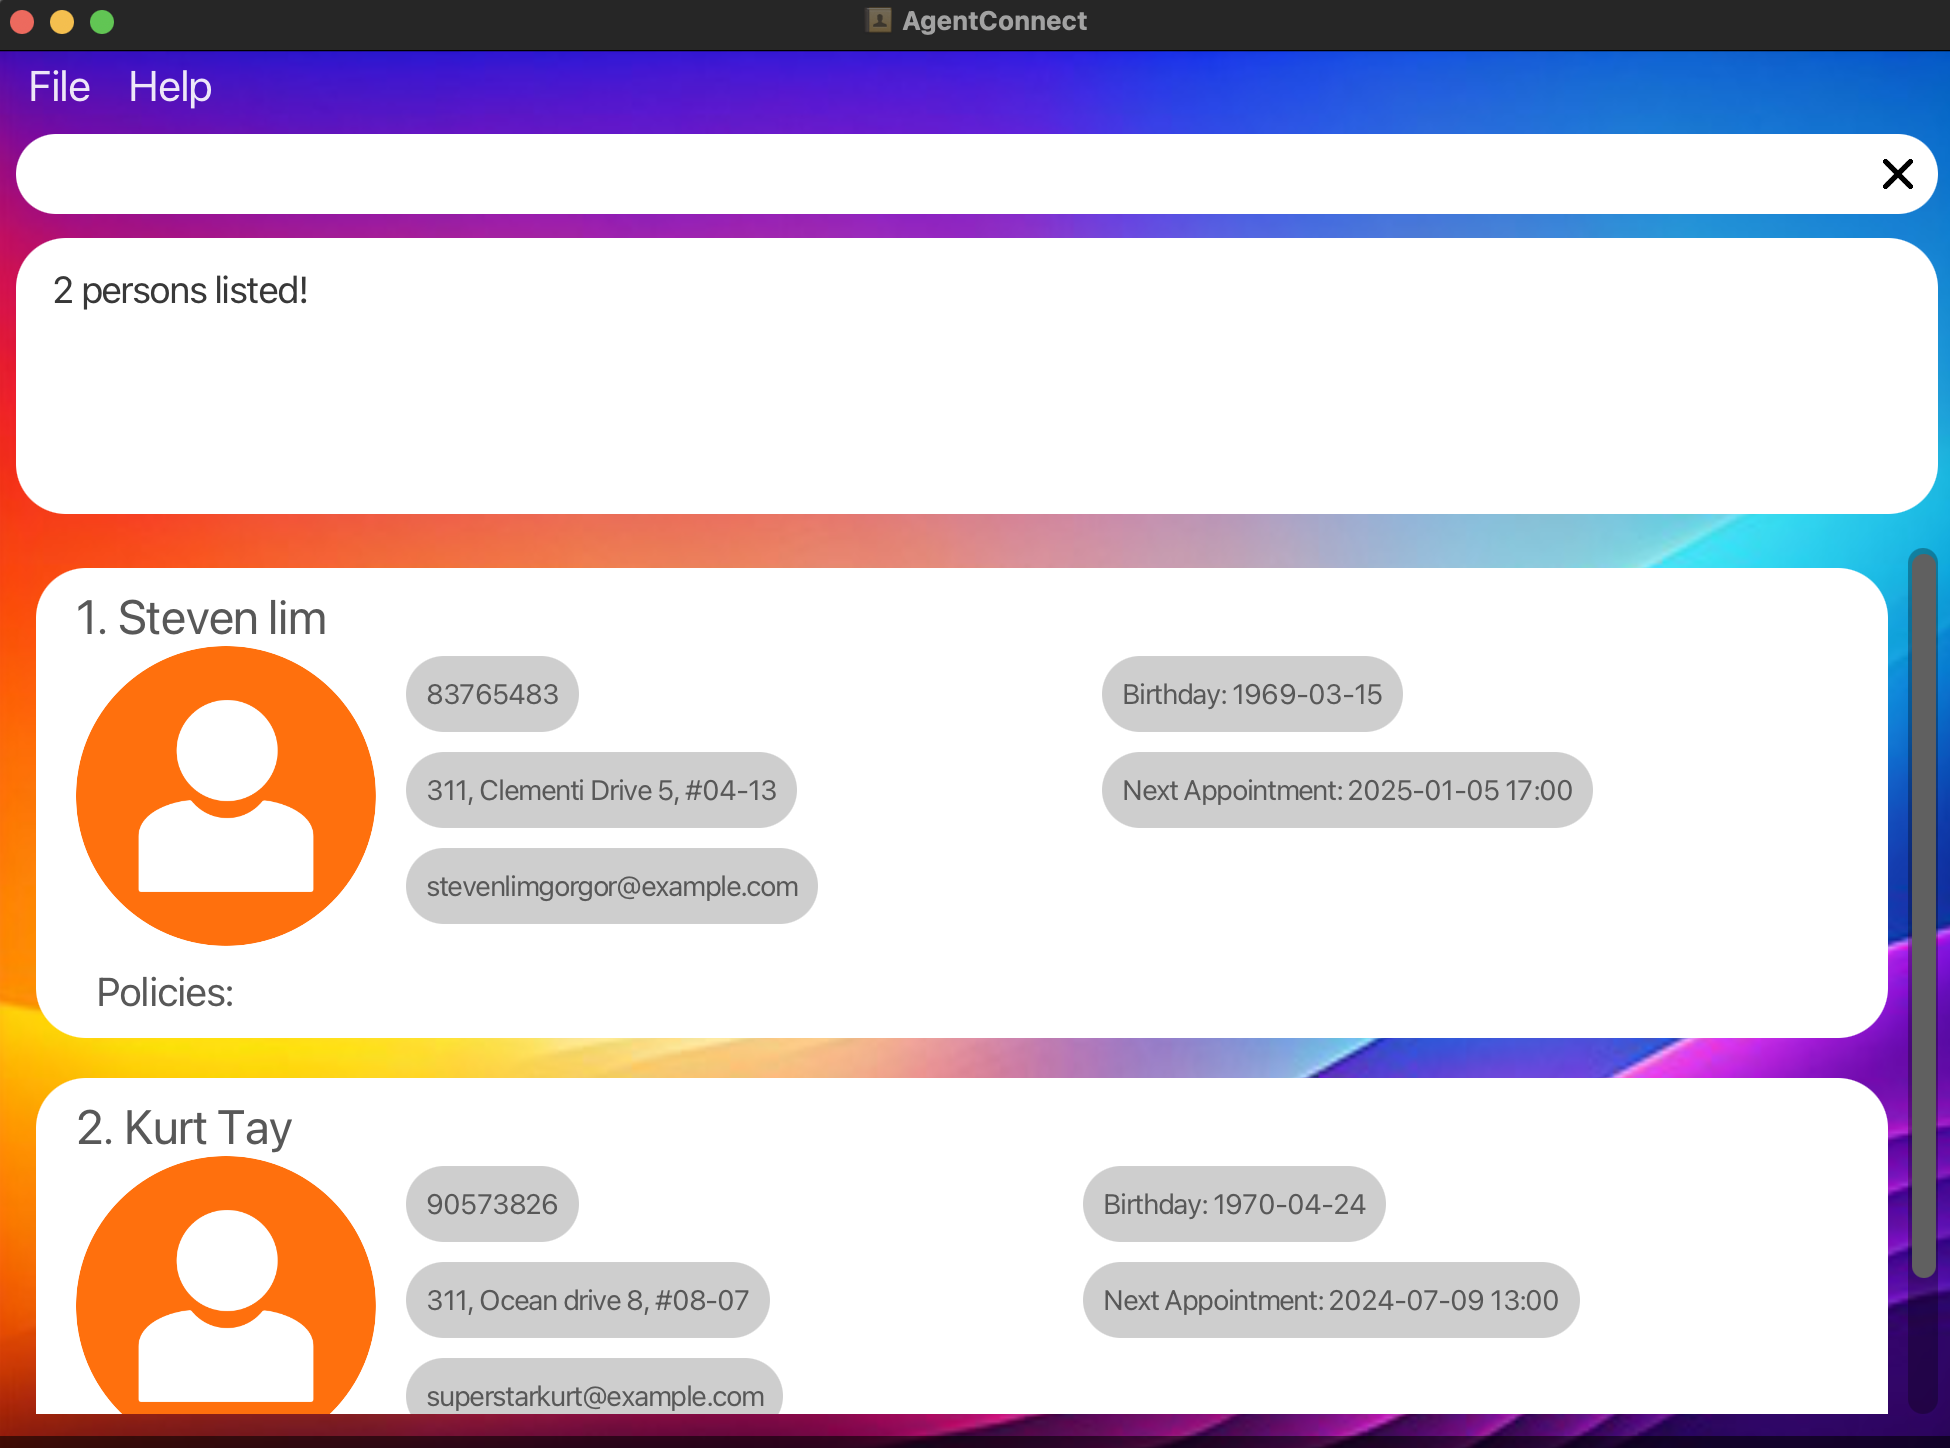 AgentConnect
File Help
2 persons listed!
1. Steven lim
83765483
Birthday: 1969-03-15
311, Clementi Drive 5, #04-13
Next Appointment: 2025-01-05 17:00
stevenlimgorgor@example.com
Policies:
2. Kurt Tay
90573826
Birthday: 1970-04-24
311, Ocean drive 8, #08-07
Next Appointment: 2024-07-09 13:00
superstarkurt@example.com